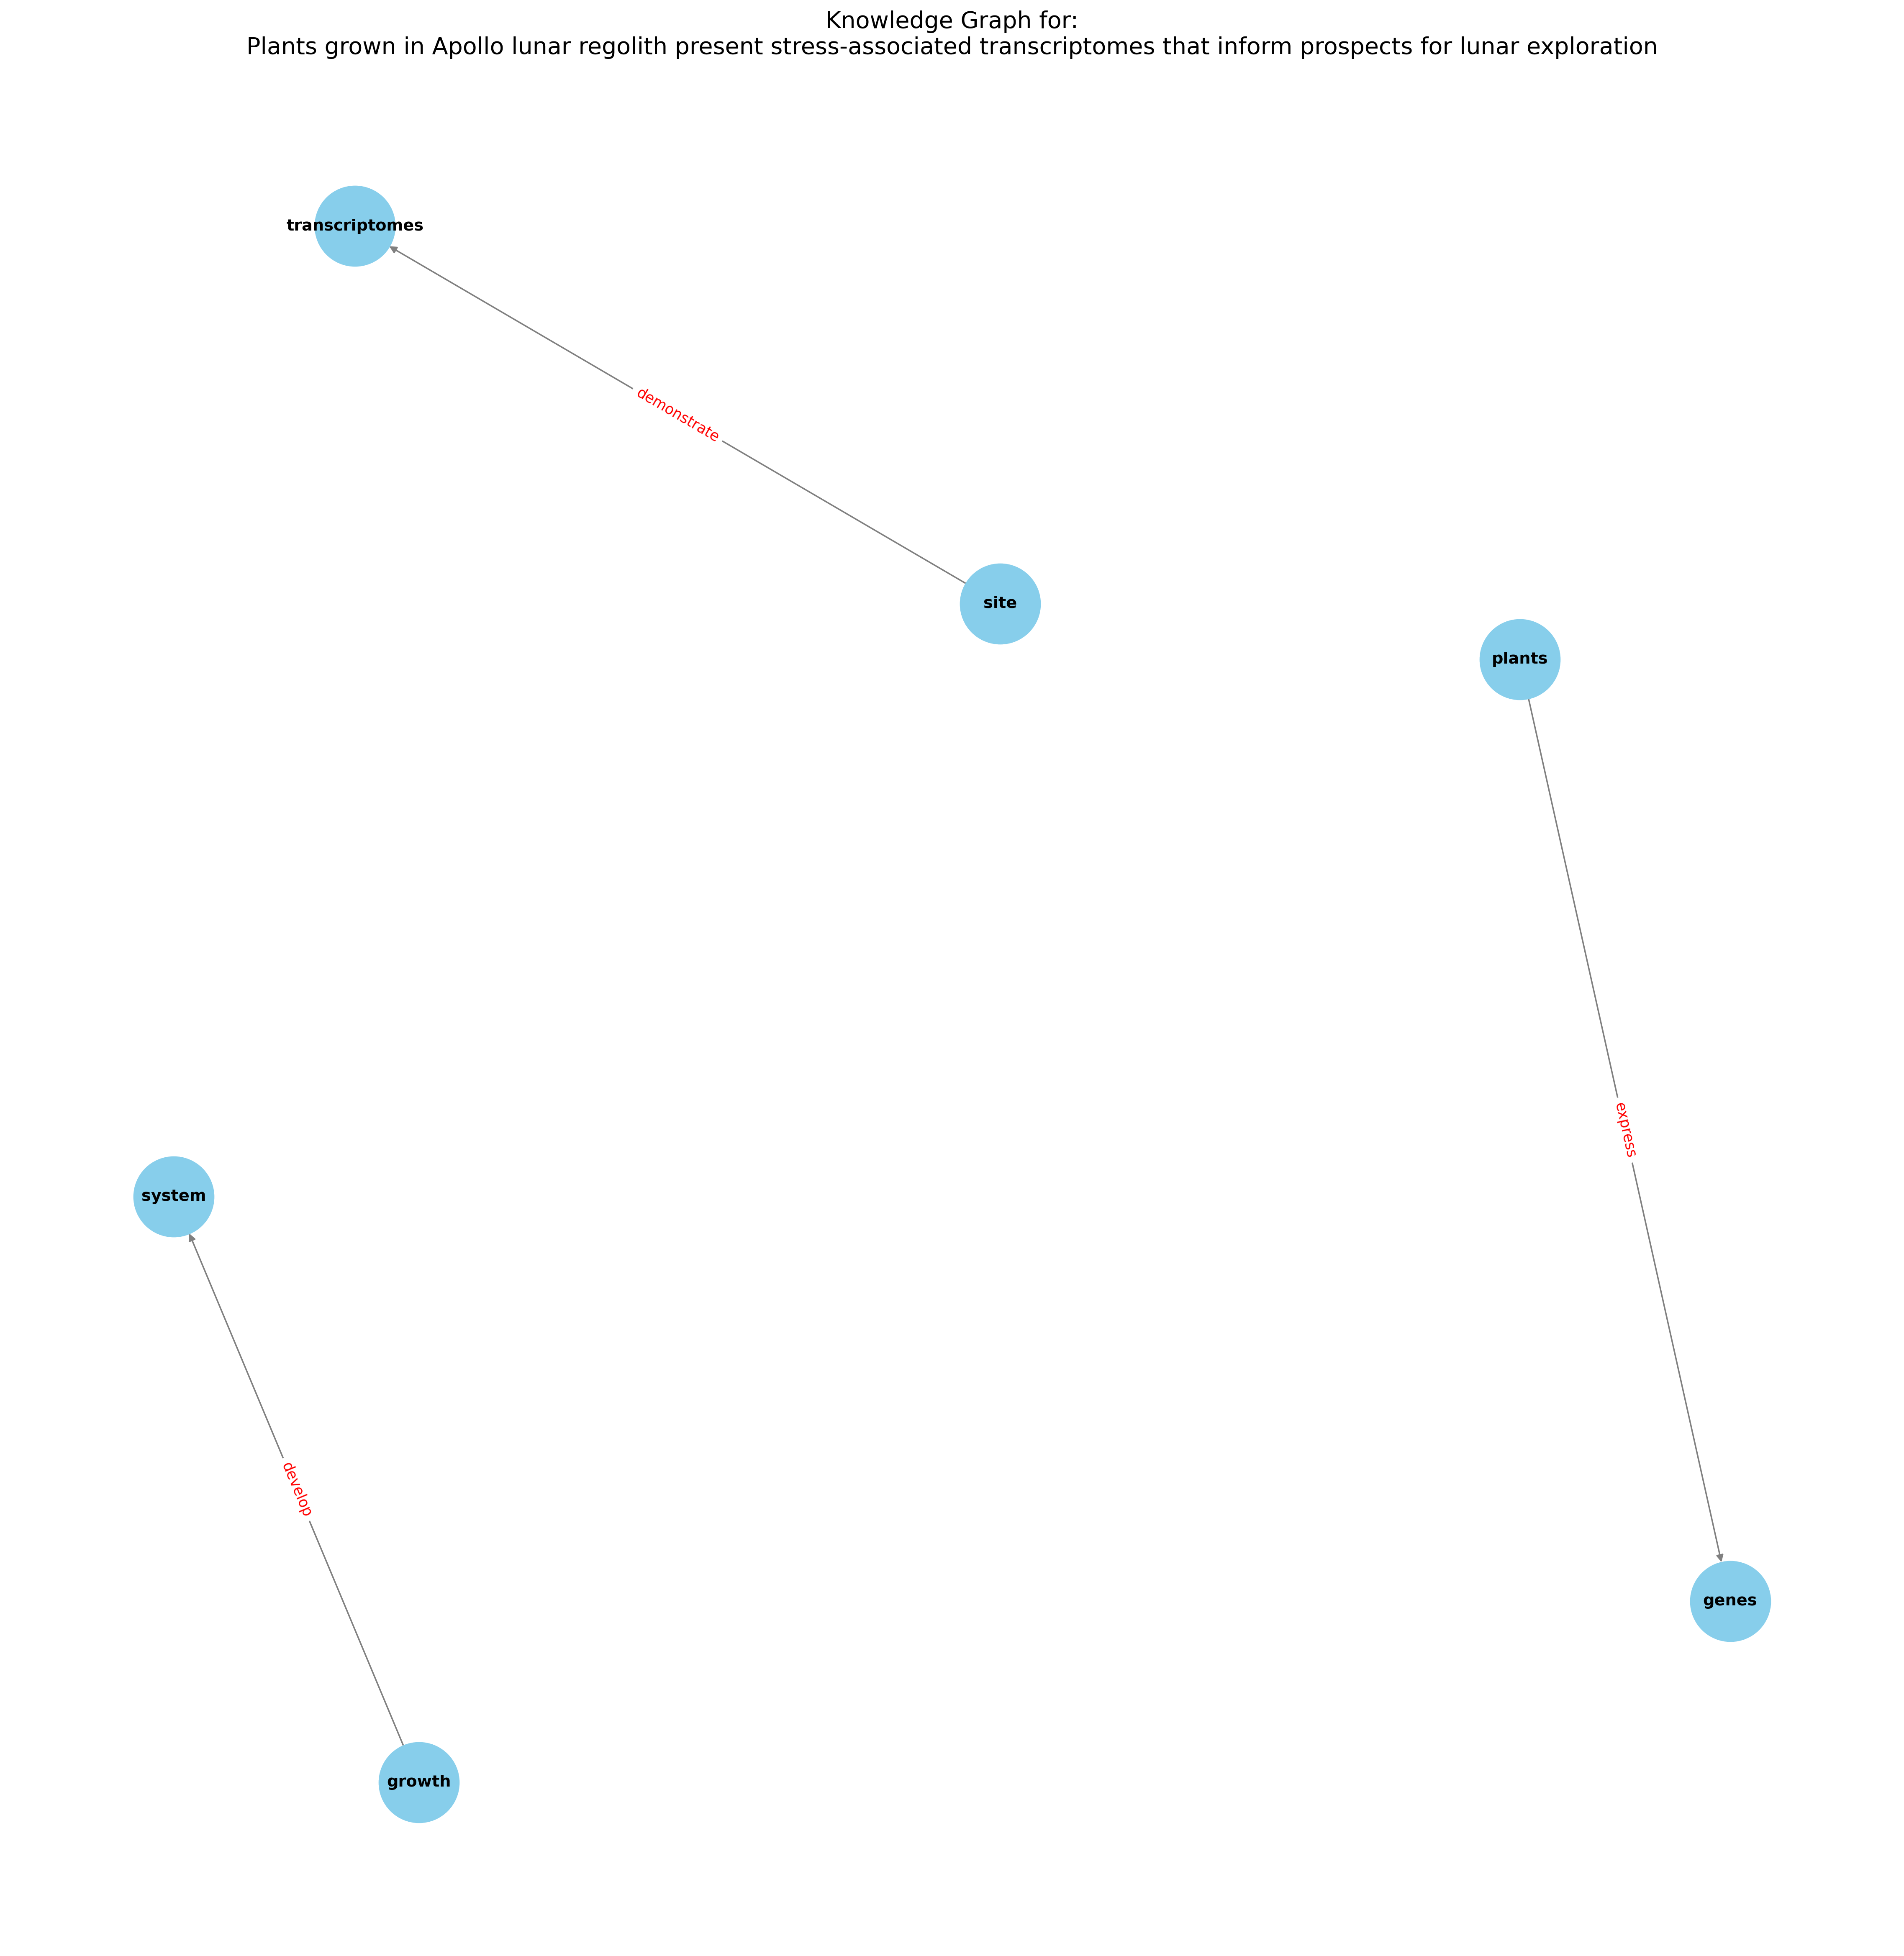 Knowledge Graph for:
Plants grown in Apollo lunar regolith present stress-associated transcriptomes that inform prospects for lunar exploration
transcriptomes
demonstrate
site
plants
express
system
develop
genes
growth